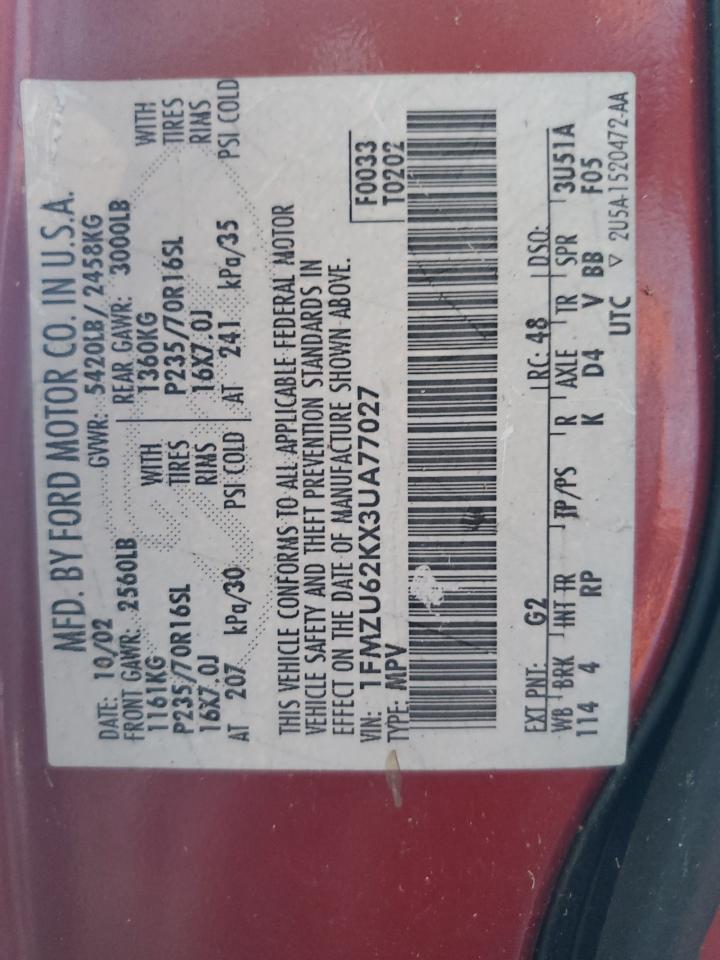 MFD. BY FORD MOTOR CO. IN U.S.A.
DATE: 10/02 GVWR: 5420LB/ 2458KG
FRONT GAWR: 2560LB REAR GAWR: 3000LB
1161KG WITH 1360KG WITH
P235/70R16SL TIRES P235/70R16SL TIRES
16X7.0J RIMS 16X7.0J RIMS
AT 207 kPa/30 PSI COLD AT 241 kPa/35 PSI COLD
THIS VEHICLE CONFORMS TO ALL APPLICABLE FEDERAL MOTOR
VEHICLE SAFETY AND THEFT PREVENTION STANDARDS IN
EFFECT ON THE DATE OF MANUFACTURE SHOWN ABOVE.
VIN: 1FMZU62KX3UA77027 F0033
TYPE: MPV T0202
EXT PNT: G2 RC: 48 DSO:
WB BRK INT TR TP/PS R AXLE TR SPR 3U51A
114 4 RP K D4 V BB F05
UTC ▽ 2U5A-1520472-AA